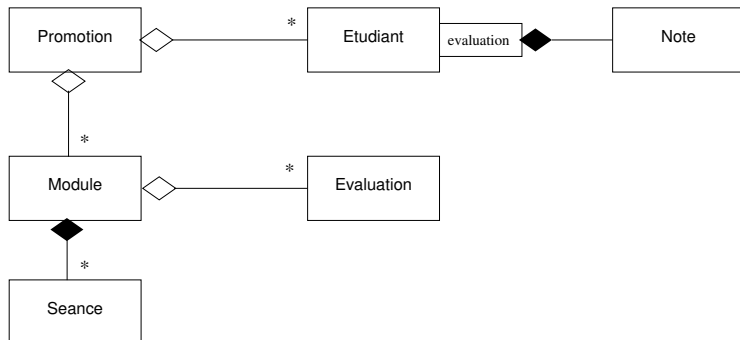 Promotion
*
Etudiant
evaluation
Note
*
Module
*
Evaluation
*
Seance